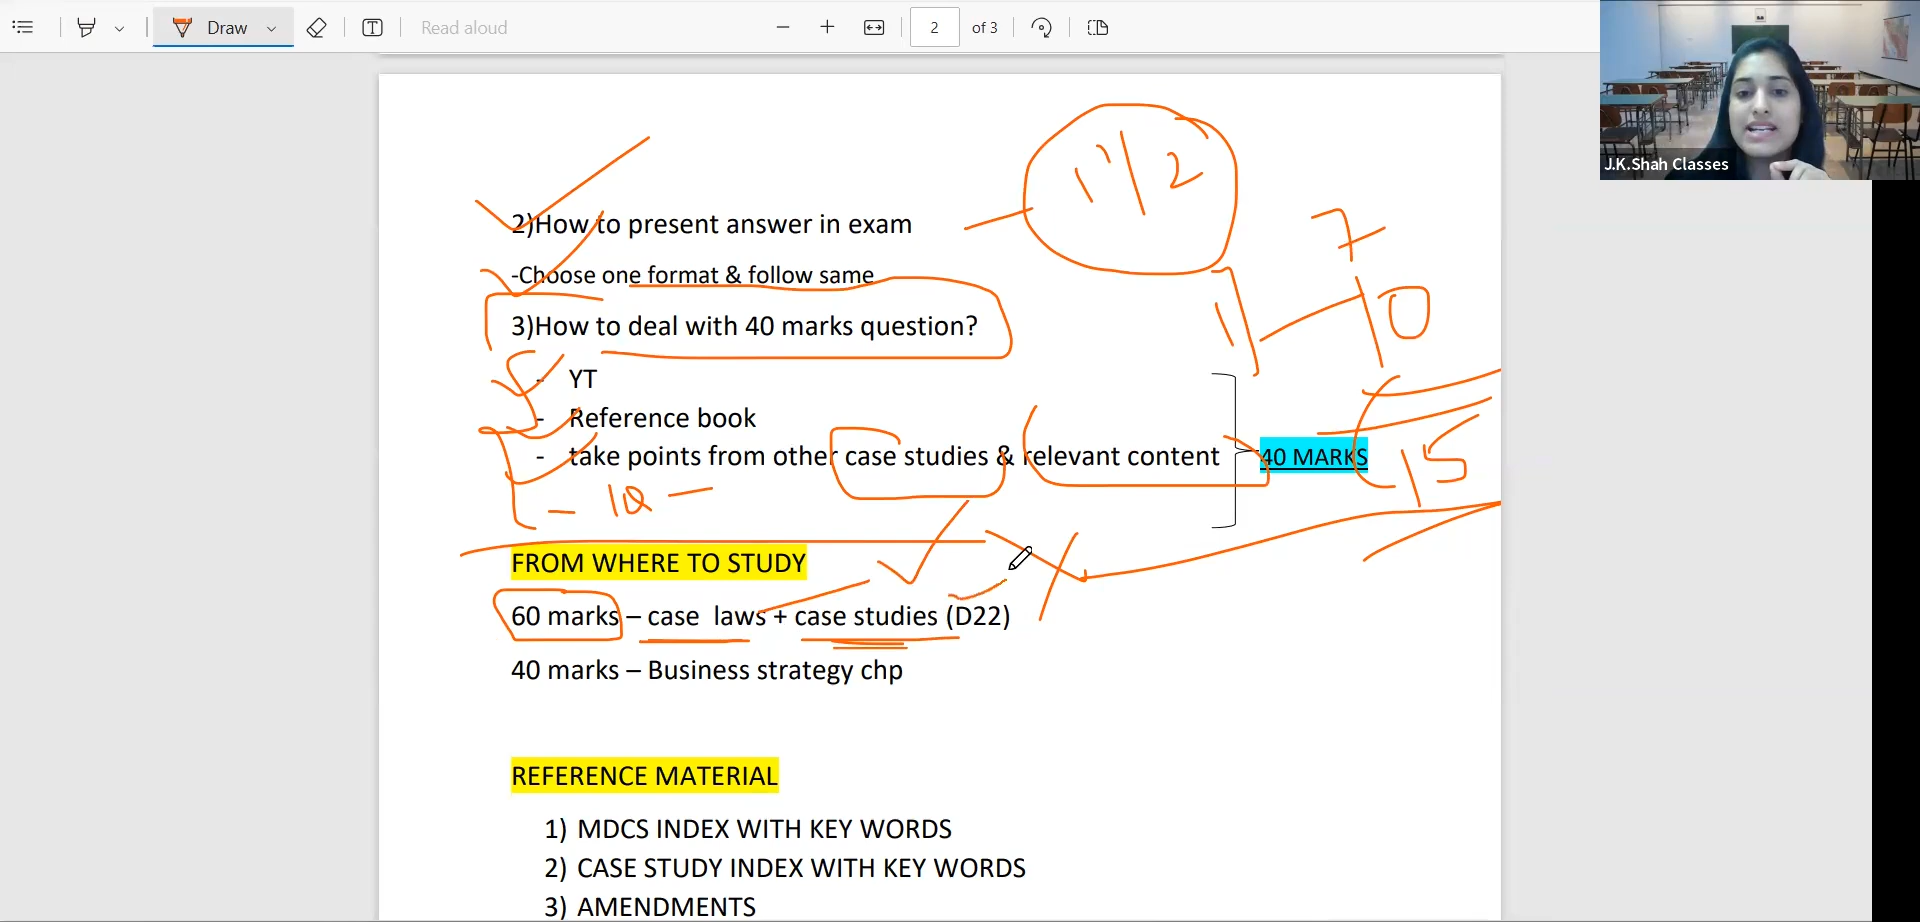 Draw
Read aloud
2 of 3
J.K.Shah Classes
1 1/2
2)How to present answer in exam
-Choose one format & follow same
7
3)How to deal with 40 marks question?
10
- YT
- Reference book
- take points from other case studies & relevant content
40 MARKS
15
- 1Q -
FROM WHERE TO STUDY
60 marks – case laws + case studies (D22)
40 marks – Business strategy chp
REFERENCE MATERIAL
1) MDCS INDEX WITH KEY WORDS
2) CASE STUDY INDEX WITH KEY WORDS
3) AMENDMENTS